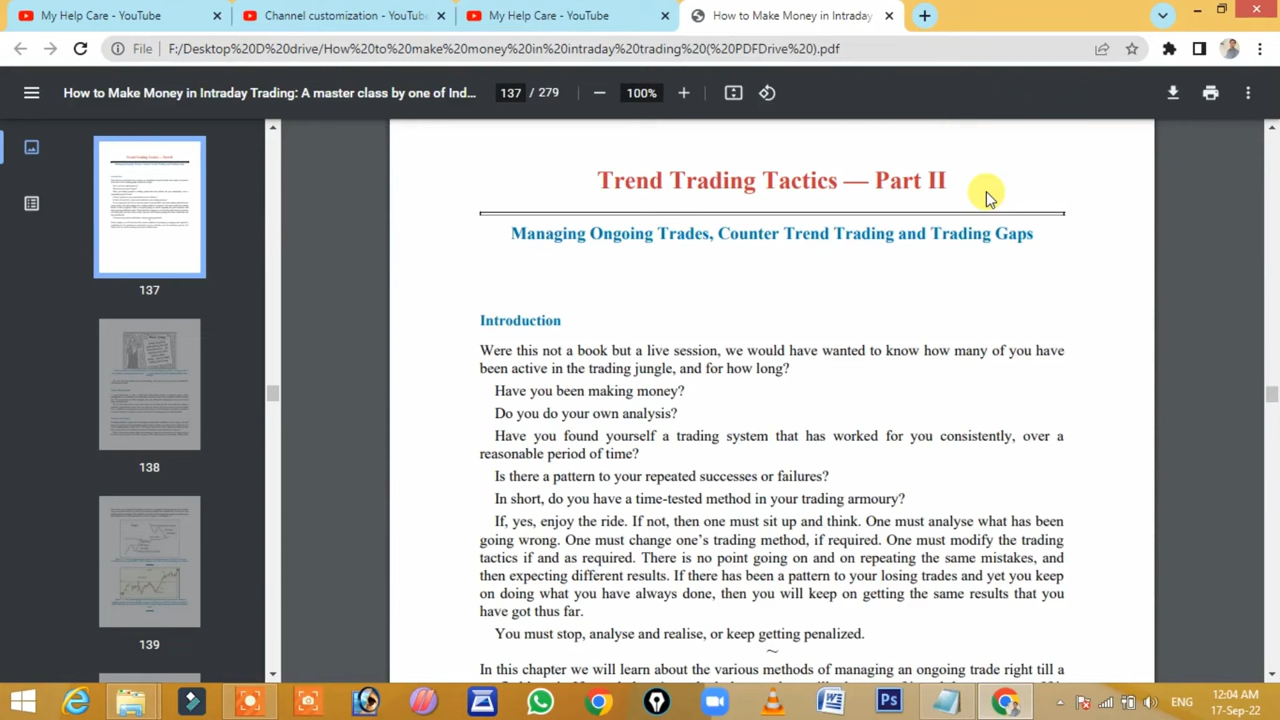 My Help Care - YouTube
Channel customization - YouTube
My Help Care - YouTube
How to Make Money in Intraday
File
F:/Desktop%20D%20drive/How%20to%20make%20money%20in%20intraday%20trading%20(%20PDFDrive%20).pdf
How to Make Money in Intraday Trading: A master class by one of Ind...
137 / 279
100%
137
138
139
Trend Trading Tactics — Part II
Managing Ongoing Trades, Counter Trend Trading and Trading Gaps
Introduction
Were this not a book but a live session, we would have wanted to know how many of you have
been active in the trading jungle, and for how long?
Have you been making money?
Do you do your own analysis?
Have you found yourself a trading system that has worked for you consistently, over a
reasonable period of time?
Is there a pattern to your repeated successes or failures?
In short, do you have a time-tested method in your trading armoury?
If, yes, enjoy the ride. If not, then one must sit up and think. One must analyse what has been
going wrong. One must change one's trading method, if required. One must modify the trading
tactics if and as required. There is no point going on and on repeating the same mistakes, and
then expecting different results. If there has been a pattern to your losing trades and yet you keep
on doing what you have always done, then you will keep on getting the same results that you
have got thus far.
You must stop, analyse and realise, or keep getting penalized.
~
In this chapter we will learn about the various methods of managing an ongoing trade right till a
Ps
ENG
12:04 AM
17-Sep-22